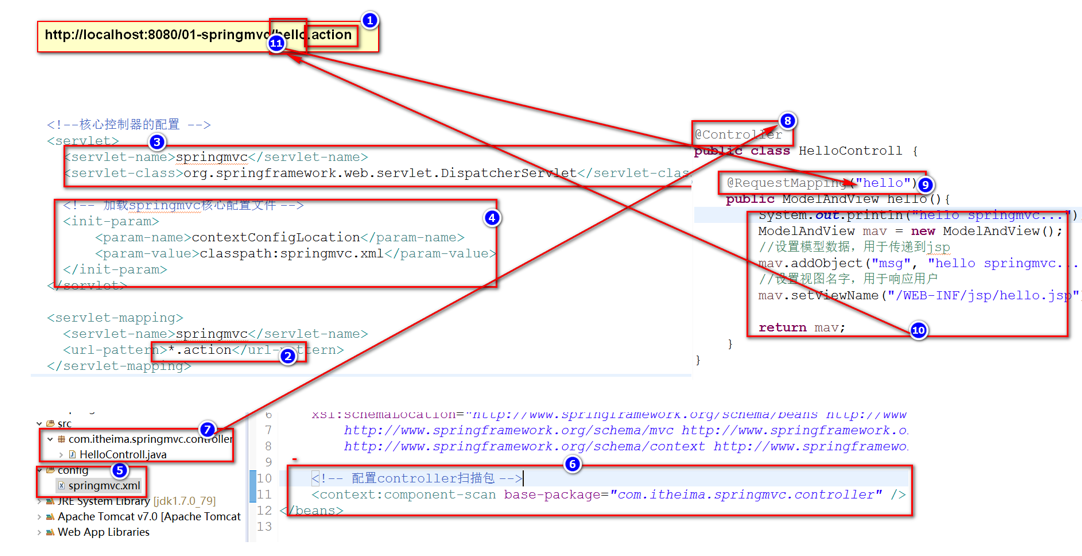 1
http://localhost:8080/01-springmvc/hello.action
11
<!--核心控制器的配置 -->
<servlet>
3
<servlet-name>springmvc</servlet-name>
<servlet-class>org.springframework.web.servlet.DispatcherServlet</servlet-clas
<!-- 加载springmvc核心配置文件 -->
4
<init-param>
<param-name>contextConfigLocation</param-name>
<param-value>classpath:springmvc.xml</param-value>
</init-param>
</servlet>
<servlet-mapping>
<servlet-name>springmvc</servlet-name>
<url-pattern>*.action</url-pattern>
2
</servlet-mapping>
8
@Controller
public class HelloControll {
@RequestMapping("hello")
9
public ModelAndView hello(){
System.out.println("hello springmvc...")
ModelAndView mav = new ModelAndView();
//设置模型数据，用于传递到jsp
mav.addObject("msg", "hello springmvc...
//设置视图名字，用于响应用户
mav.setViewName("/WEB-INF/jsp/hello.jsp"
return mav;
10
}
}
src
7
com.itheima.springmvc.controller
HelloControll.java
config
5
springmvc.xml
JRE System Library [jdk1.7.0_79]
Apache Tomcat v7.0 [Apache Tomcat
Web App Libraries
6 xsi:schemaLocation="http://www.springframework.org/schema/beans http://www
7 http://www.springframework.org/schema/mvc http://www.springframework.o
8 http://www.springframework.org/schema/context http://www.springframewo
6
10 <!-- 配置controller扫描包 -->
11 <context:component-scan base-package="com.itheima.springmvc.controller" />
12 </beans>
13